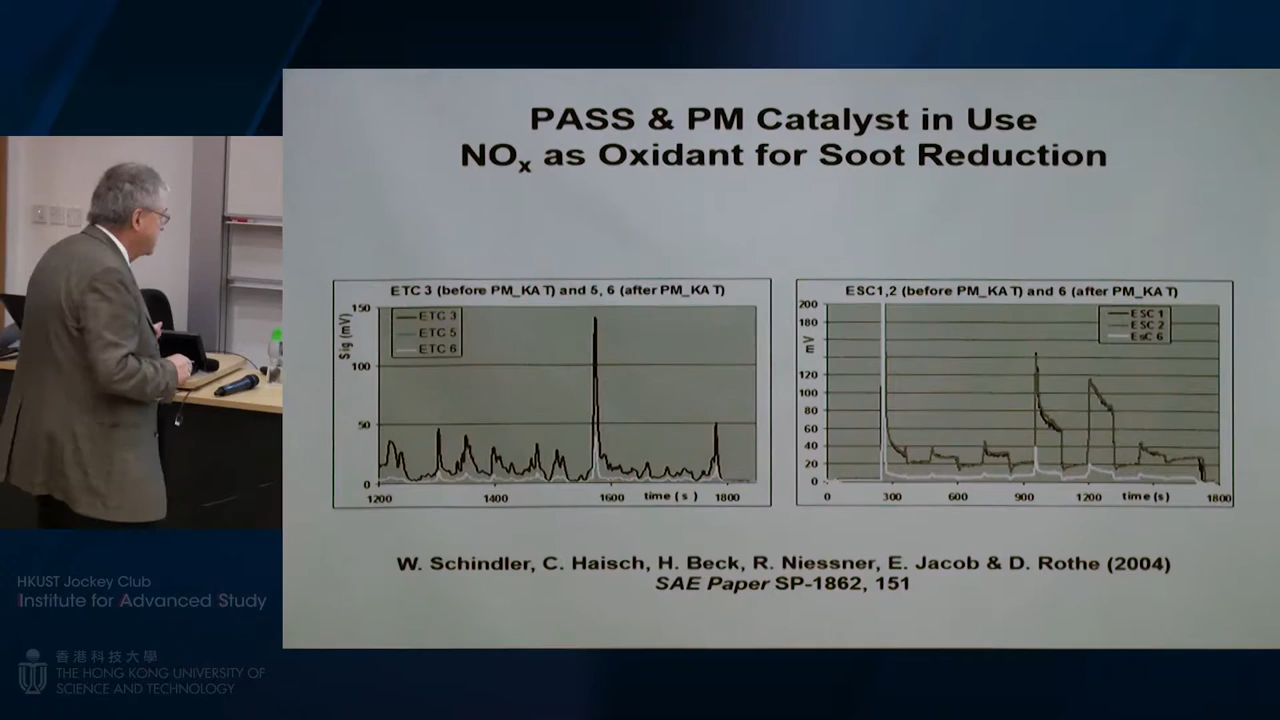 PASS & PM Catalyst in Use
NOx as Oxidant for Soot Reduction
ETC 3 (before PM_KAT) and 5, 6 (after PM_KAT)
Sig (mV)
150
100
50
0
ETC 3
ETC 5
ETC 6
1200
1400
1600
time (s)
1800
ESC1,2 (before PM_KAT) and 6 (after PM_KAT)
mV
200
180
120
100
80
60
40
20
0
ESC 1
ESC 2
EsC 6
0
300
600
900
1200
time (s)
1800
W. Schindler, C. Haisch, H. Beck, R. Niessner, E. Jacob & D. Rothe (2004)
SAE Paper SP-1862, 151
HKUST Jockey Club
Institute for Advanced Study
香港科技大學
THE HONG KONG UNIVERSITY OF
SCIENCE AND TECHNOLOGY